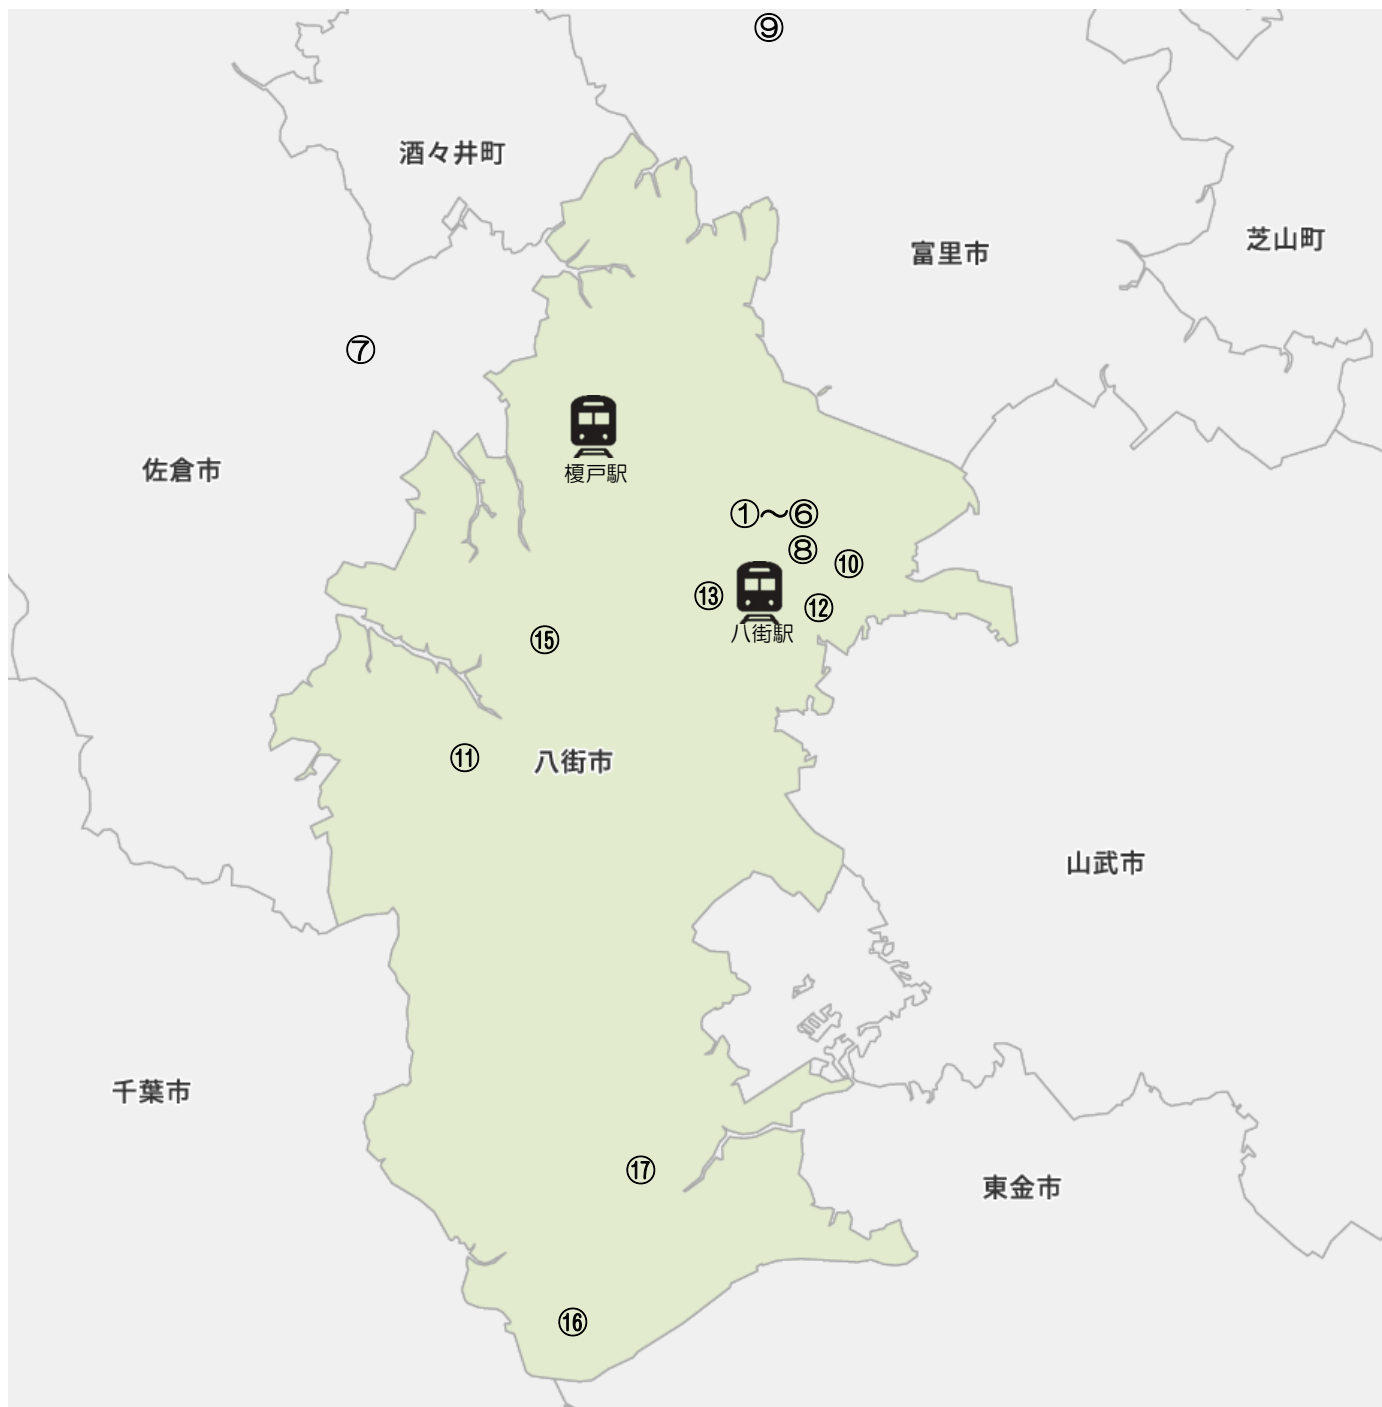 ⑨
酒々井町
芝山町
富里市
⑦
佐倉市
榎戸駅
①～⑥
⑧
⑩
⑬
⑫
八街駅
⑮
⑪
八街市
山武市
千葉市
⑰
東金市
⑯